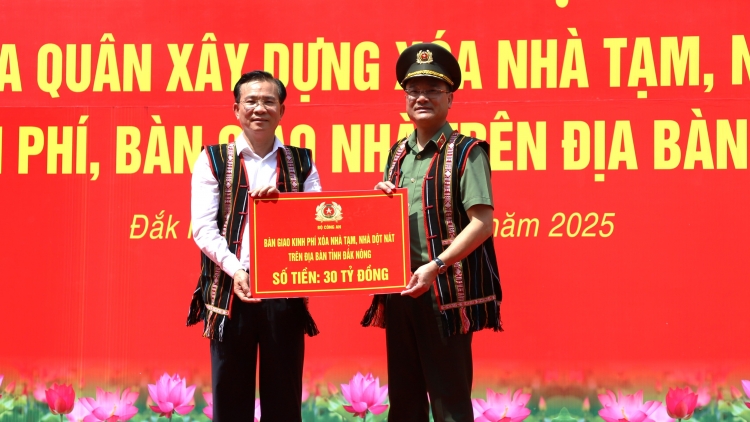 A QUÂN XÂY DỰNG XÓA NHÀ TẠM, N
PHÍ, BÀN GIAO NHÀ TRÊN ĐỊA BÀN
Đắk năm 2025
BỘ CÔNG AN
BÀN GIAO KINH PHÍ XÓA NHÀ TẠM, NHÀ DỘT NÁT
TRÊN ĐỊA BÀN TỈNH ĐẮK NÔNG
SỐ TIỀN: 30 TỶ ĐỒNG